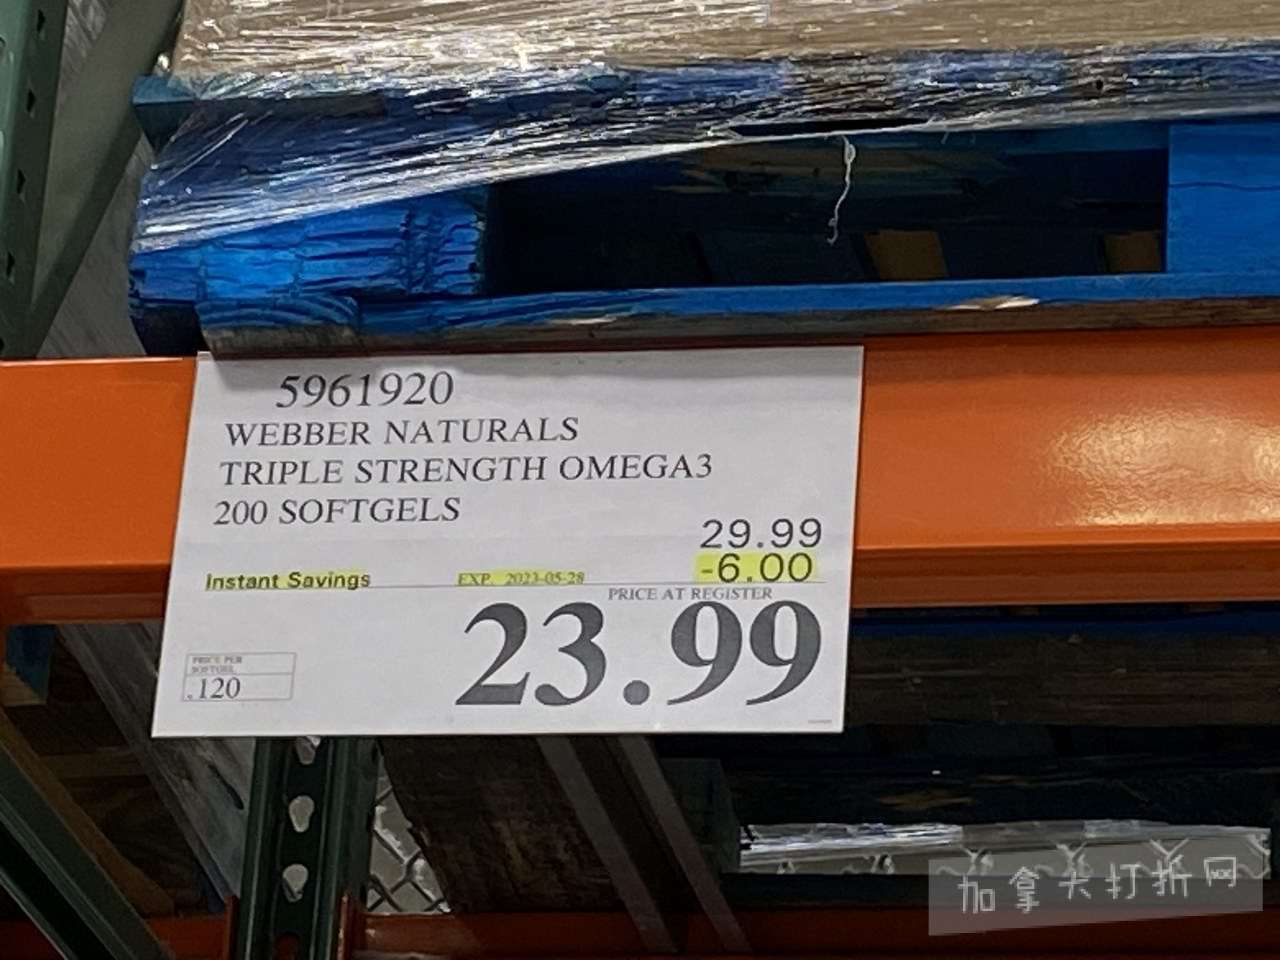 5961920
WEBBER NATURALS
TRIPLE STRENGTH OMEGA3
200 SOFTGELS
29.99
Instant Savings EXP. 2023-05-28 -6.00
PRICE AT REGISTER
23.99
PRICE PER
SOFTGEL
.120
加拿大打折网